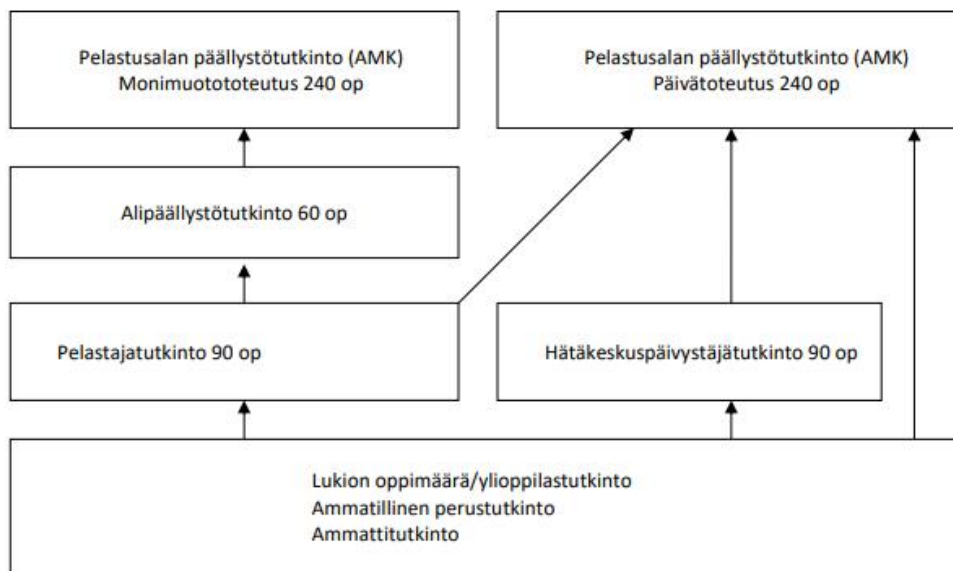 Pelastusalan päällystötutkinto (AMK)
Monimuotototeutus 240 op
Pelastusalan päällystötutkinto (AMK)
Päivätoteutus 240 op
Alipäällystötutkinto 60 op
Pelastajatutkinto 90 op
Hätäkeskuspäivystäjätutkinto 90 op
Lukion oppimäärä/ylioppilastutkinto
Ammatillinen perustutkinto
Ammattitutkinto